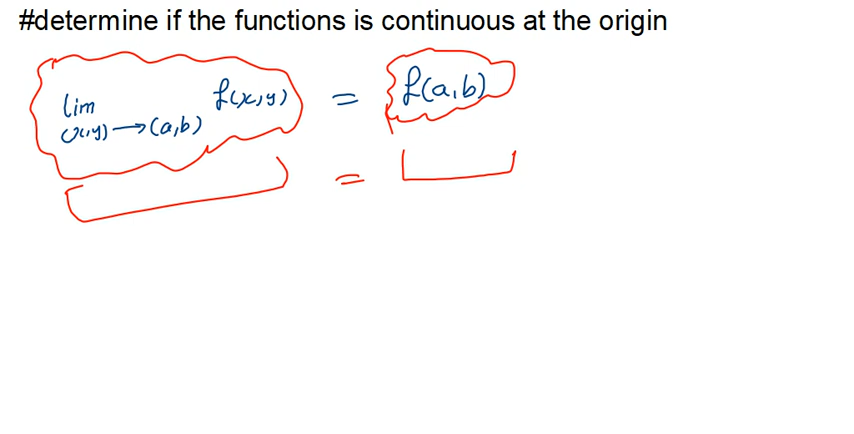 #determine if the functions is continuous at the origin
lim f(x,y) = f(a,b)
(x,y)→(a,b)
=